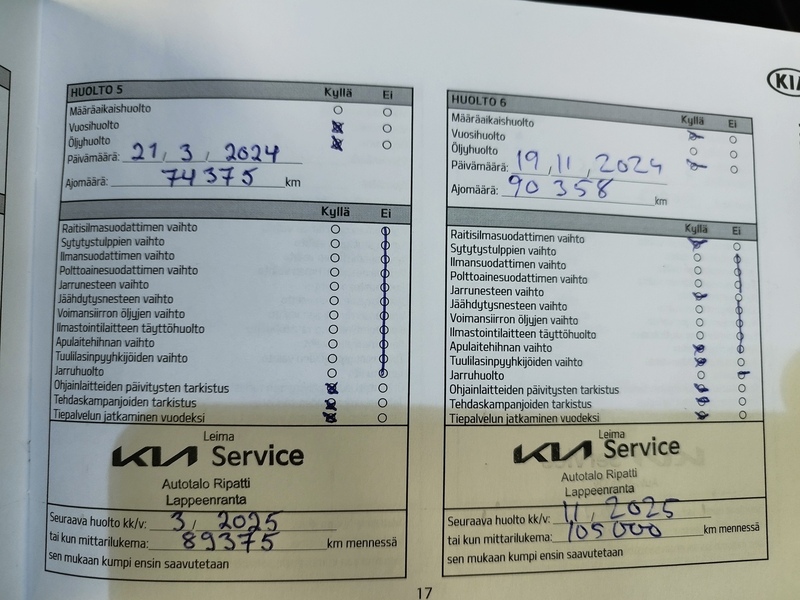 HUOLTO 5 Kyllä Ei
Määräaikaishuolto
Vuosihuolto
Öljyhuolto
Päivämäärä: 21, 3, 2024
Ajomäärä: 74375 km
Kyllä Ei
Raitisilmasuodattimen vaihto
Sytytystulppien vaihto
Ilmansuodattimen vaihto
Polttoainesuodattimen vaihto
Jarrunesteen vaihto
Jäähdytysnesteen vaihto
Voimansiirron öljyjen vaihto
Ilmastointilaitteen täyttöhuolto
Apulaitehihnan vaihto
Tuulilasinpyyhkijöiden vaihto
Jarruhuolto
Ohjainlaitteiden päivitysten tarkistus
Tehdaskampanjoiden tarkistus
Tiepalvelun jatkaminen vuodeksi
Leima
KIA Service
Autotalo Ripatti
Lappeenranta
Seuraava huolto kk/v: 3, 2025
tai kun mittarilukema: 89375 km mennessä
sen mukaan kumpi ensin saavutetaan
KIA
HUOLTO 6 Kyllä Ei
Määräaikaishuolto
Vuosihuolto
Öljyhuolto
Päivämäärä: 19, 11, 2024
Ajomäärä: 90 358 km
Kyllä Ei
Raitisilmasuodattimen vaihto
Sytytystulppien vaihto
Ilmansuodattimen vaihto
Polttoainesuodattimen vaihto
Jarrunesteen vaihto
Jäähdytysnesteen vaihto
Voimansiirron öljyjen vaihto
Ilmastointilaitteen täyttöhuolto
Apulaitehihnan vaihto
Tuulilasinpyyhkijöiden vaihto
Jarruhuolto
Ohjainlaitteiden päivitysten tarkistus
Tehdaskampanjoiden tarkistus
Tiepalvelun jatkaminen vuodeksi
Leima
KIA Service
Autotalo Ripatti
Lappeenranta
Seuraava huolto kk/v: 11, 2025
tai kun mittarilukema: 105000 km mennessä
sen mukaan kumpi ensin saavutetaan
17